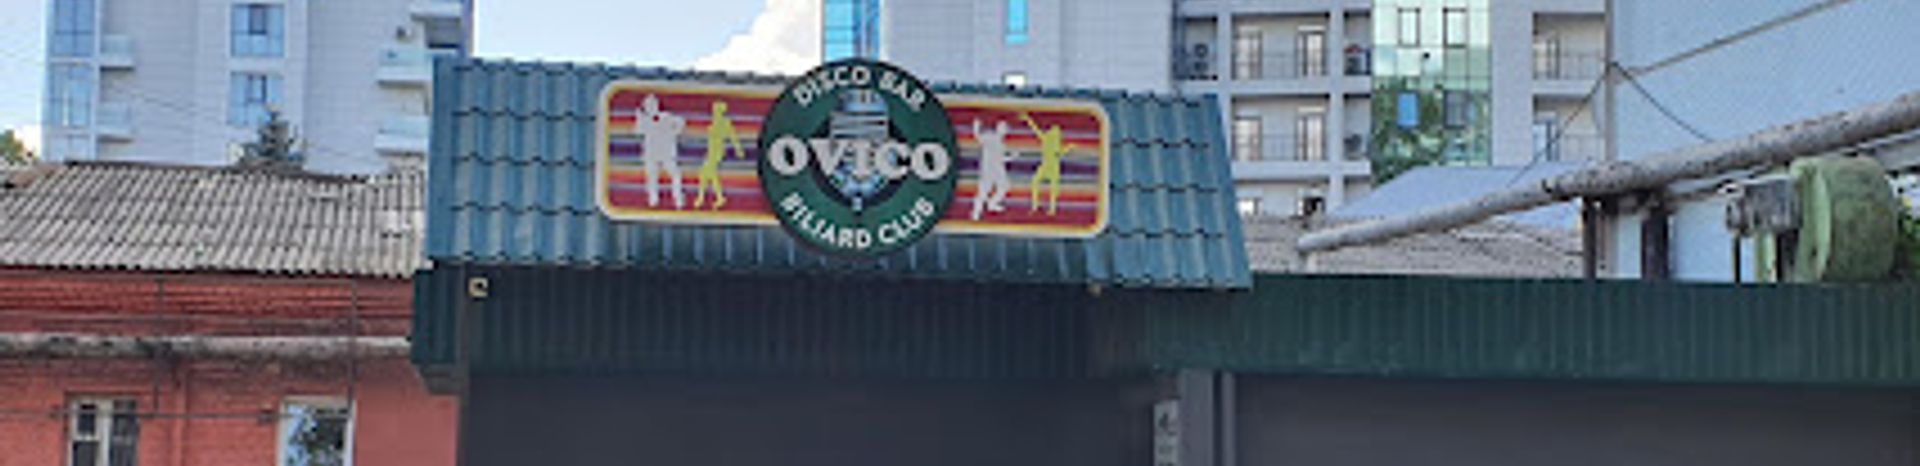 DISCO BAR
OVICO
BILIARD CLUB